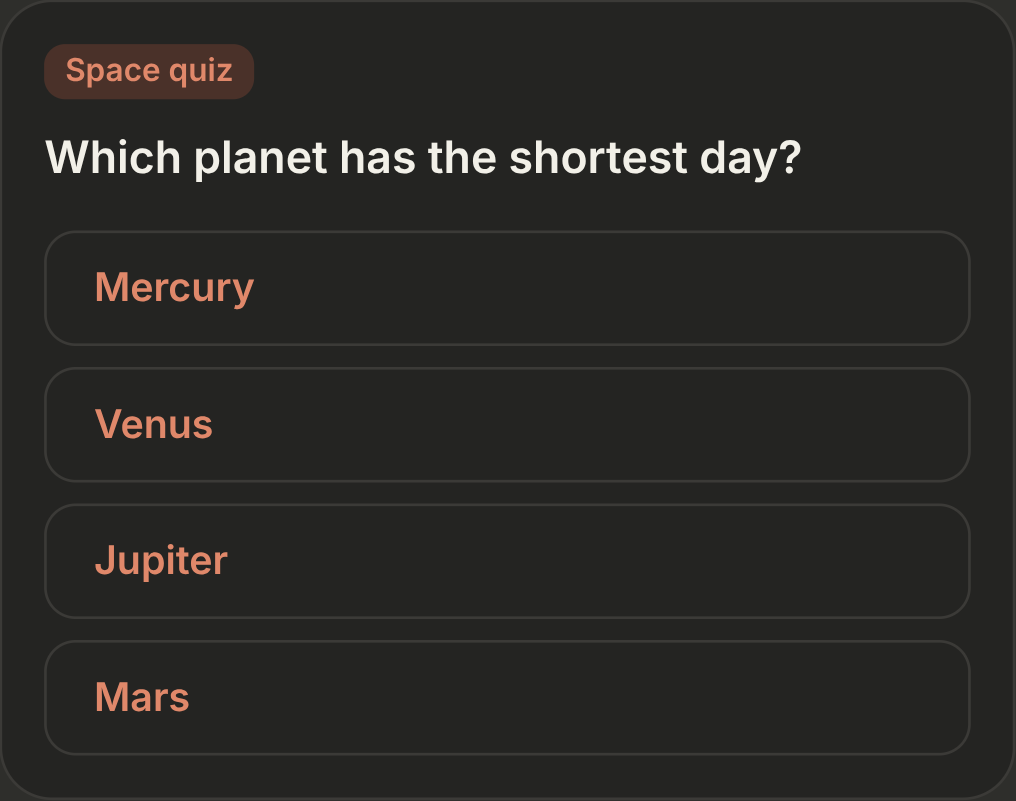 Space quiz
Which planet has the shortest day?
Mercury
Venus
Jupiter
Mars